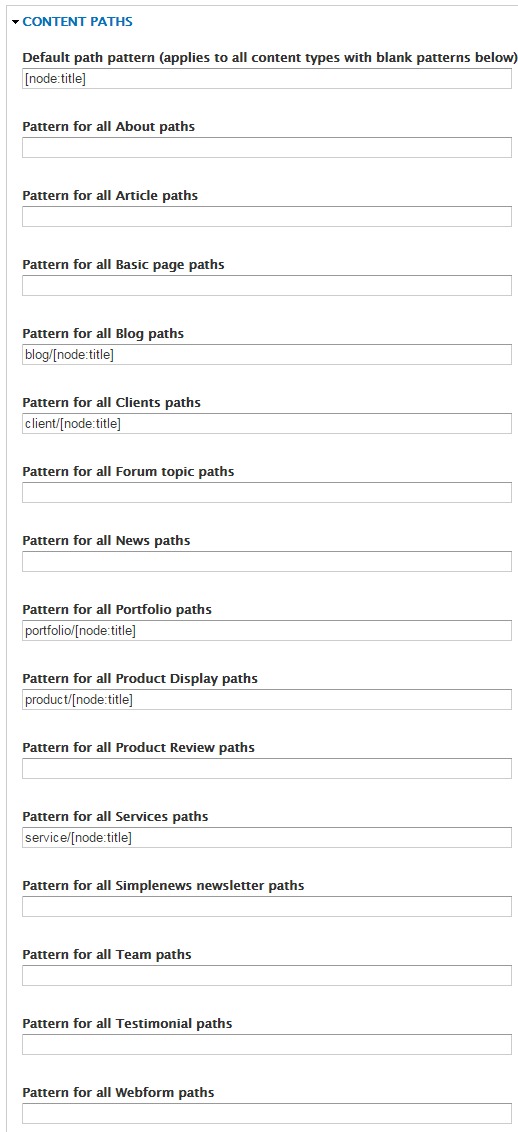 CONTENT PATHS
Default path pattern (applies to all content types with blank patterns below)
[node:title]
Pattern for all About paths
Pattern for all Article paths
Pattern for all Basic page paths
Pattern for all Blog paths
blog/[node:title]
Pattern for all Clients paths
client/[node:title]
Pattern for all Forum topic paths
Pattern for all News paths
Pattern for all Portfolio paths
portfolio/[node:title]
Pattern for all Product Display paths
product/[node:title]
Pattern for all Product Review paths
Pattern for all Services paths
service/[node:title]
Pattern for all Simplenews newsletter paths
Pattern for all Team paths
Pattern for all Testimonial paths
Pattern for all Webform paths